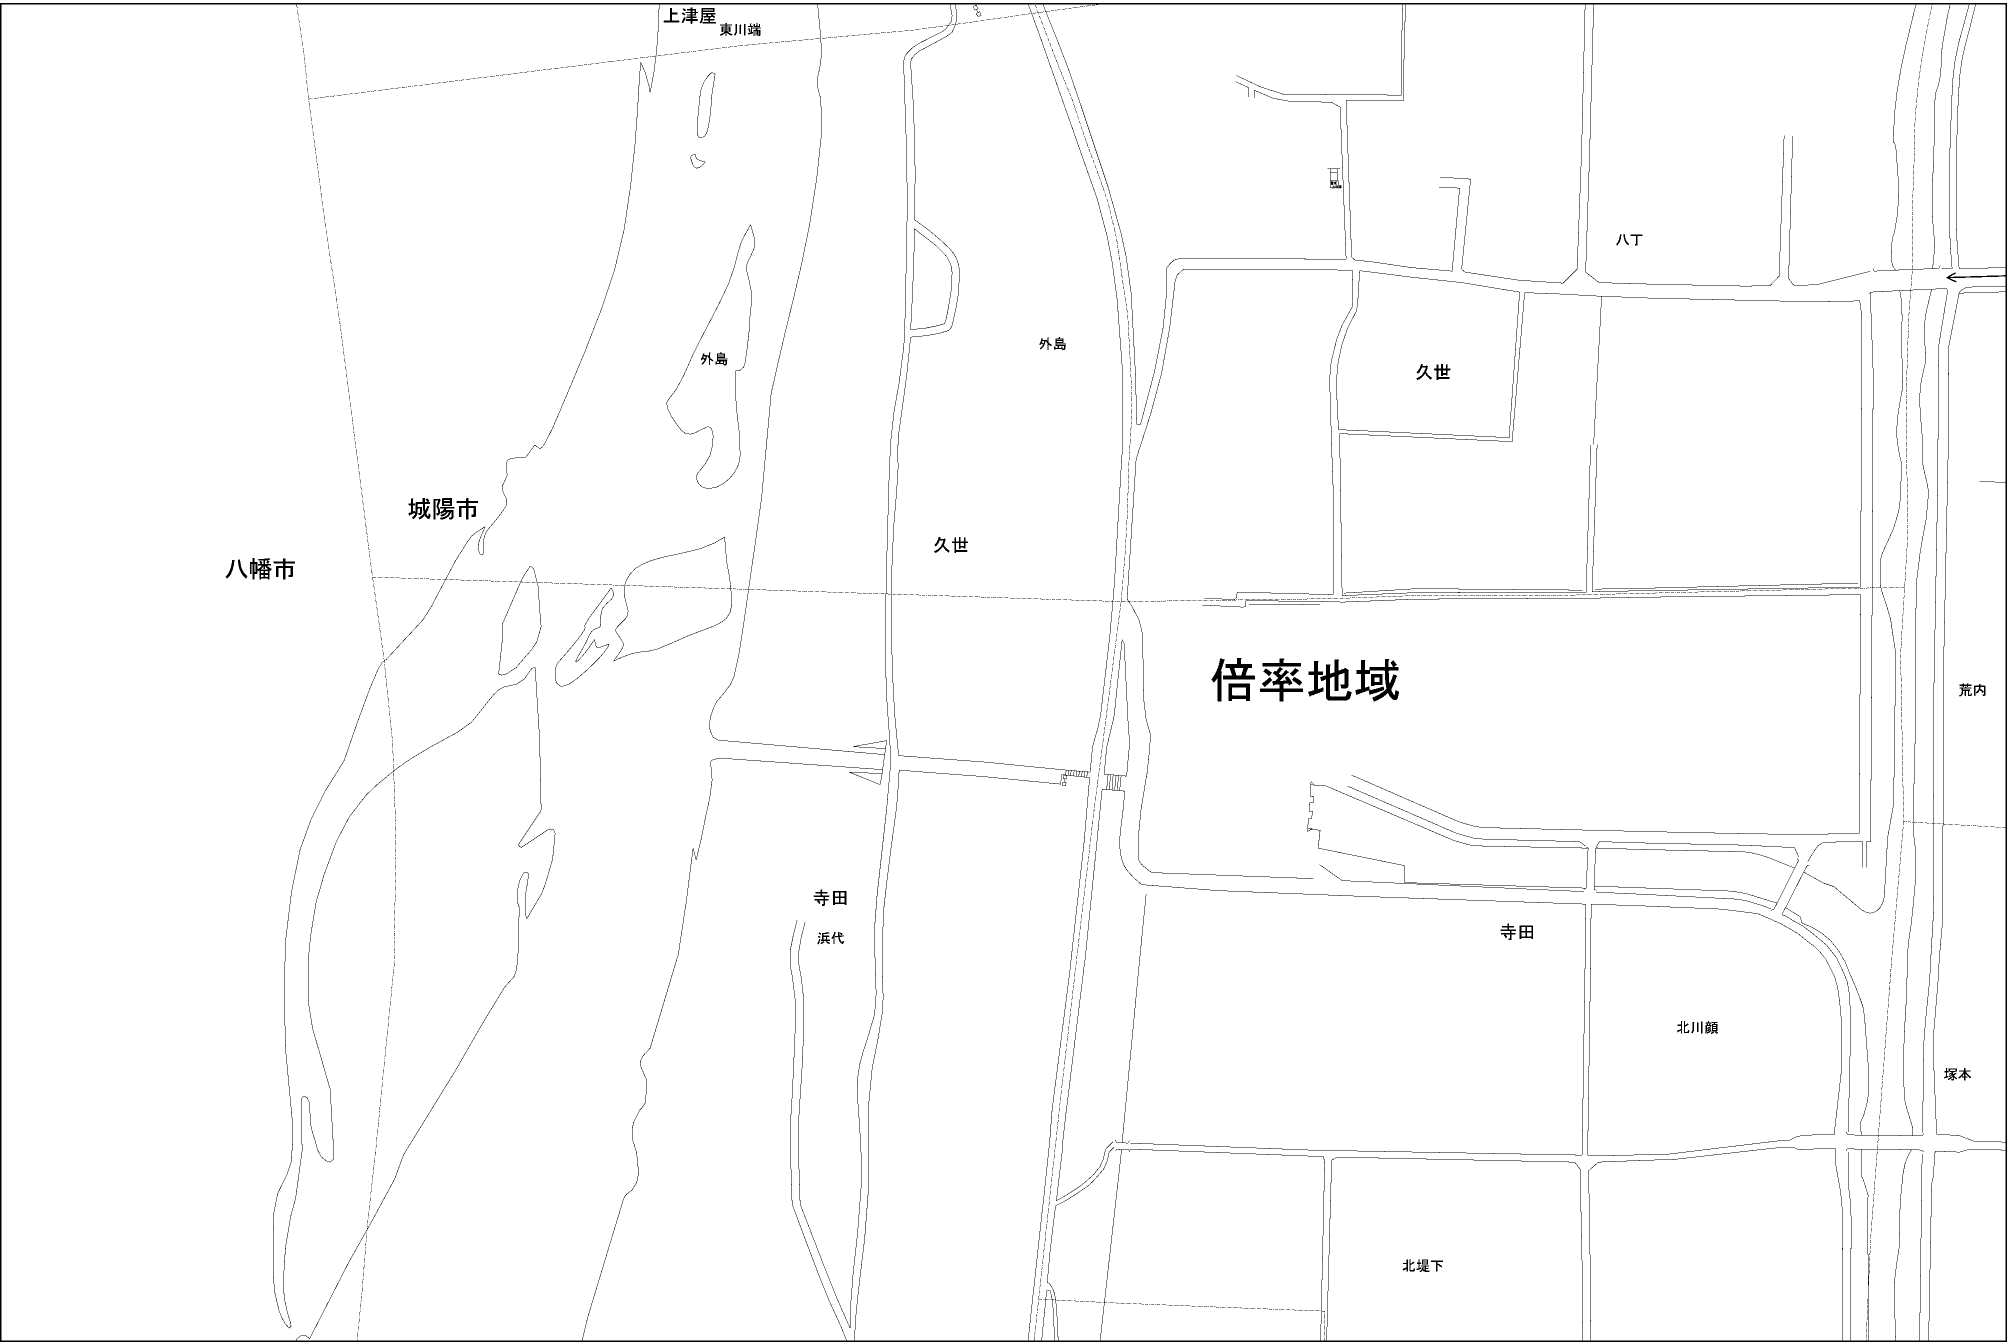 上津屋
東川端
八丁
外島
外島
久世
城陽市
久世
八幡市
倍率地域
荒内
寺田
寺田
浜代
北川顔
塚本
北堤下